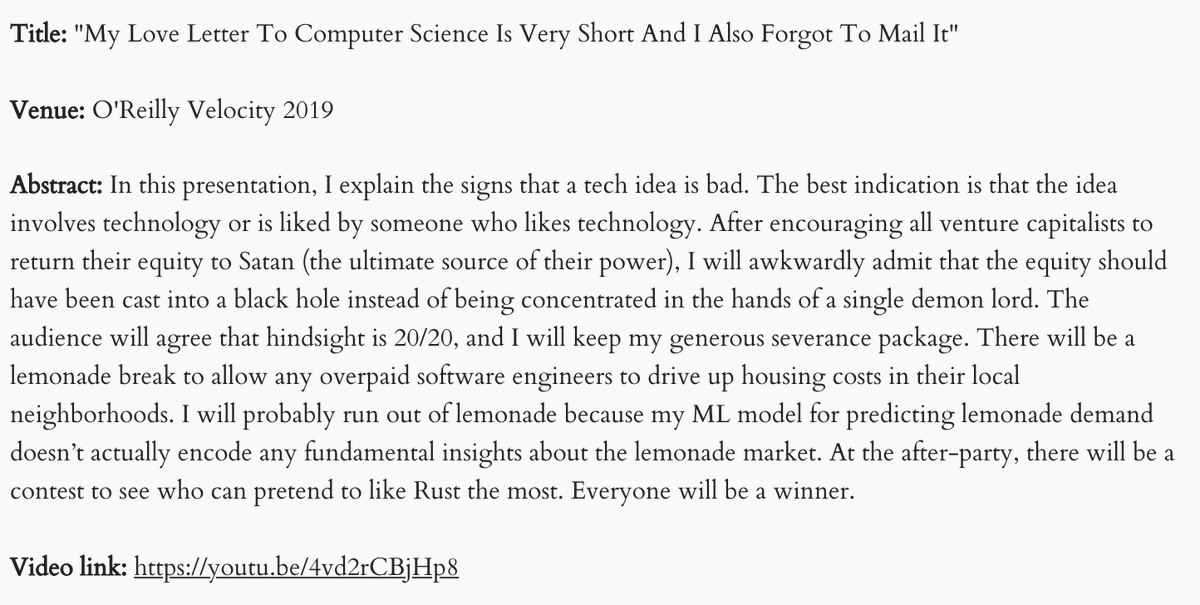 Title: "My Love Letter To Computer Science Is Very Short And I Also Forgot To Mail It"
Venue: O'Reilly Velocity 2019
Abstract: In this presentation, I explain the signs that a tech idea is bad. The best indication is that the idea
involves technology or is liked by someone who likes technology. After encouraging all venture capitalists to
return their equity to Satan (the ultimate source of their power), I will awkwardly admit that the equity should
have been cast into a black hole instead of being concentrated in the hands of a single demon lord. The
audience will agree that hindsight is 20/20, and I will keep my generous severance package. There will be a
lemonade break to allow any overpaid software engineers to drive up housing costs in their local
neighborhoods. I will probably run out of lemonade because my ML model for predicting lemonade demand
doesn’t actually encode any fundamental insights about the lemonade market. At the after-party, there will be a
contest to see who can pretend to like Rust the most. Everyone will be a winner.
Video link: https://youtu.be/4vd2rCBjHp8